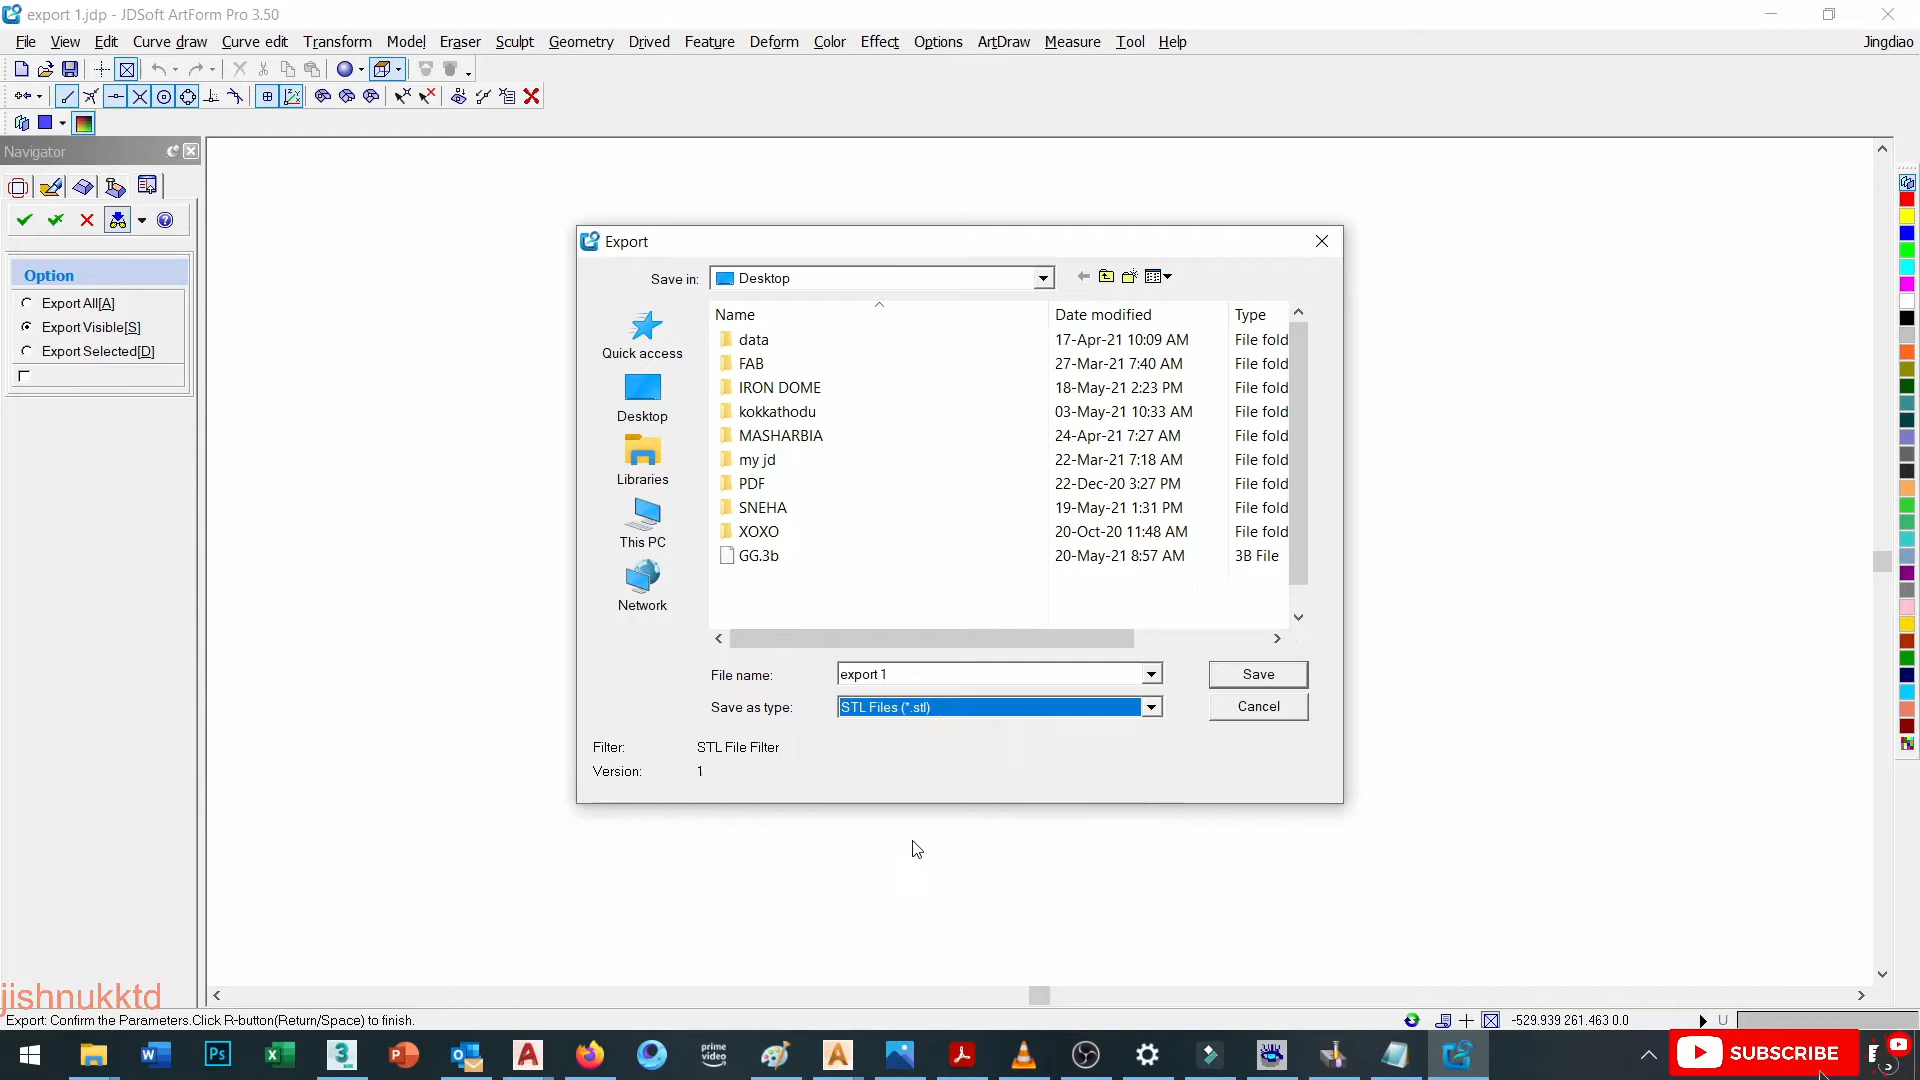 export 1.jdp - JDSoft ArtForm Pro 3.50
File View Edit Curve draw Curve edit Transform Model Eraser Sculpt Geometry Drived Feature Deform Color Effect Options ArtDraw Measure Tool Help Jingdiao
Navigator
Option
Export All[A]
Export Visible[S]
Export Selected[D]
Export
Save in: Desktop
Name Date modified Type
data 17-Apr-21 10:09 AM File fold
FAB 27-Mar-21 7:40 AM File fold
IRON DOME 18-May-21 2:23 PM File fold
kokkathodu 03-May-21 10:33 AM File fold
MASHARBIA 24-Apr-21 7:27 AM File fold
my jd 22-Mar-21 7:18 AM File fold
PDF 22-Dec-20 3:27 PM File fold
SNEHA 19-May-21 1:31 PM File fold
XOXO 20-Oct-20 11:48 AM File fold
GG.3b 20-May-21 8:57 AM 3B File
Quick access
Desktop
Libraries
This PC
Network
File name: export 1 Save
Save as type: STL Files (*.stl) Cancel
Filter: STL File Filter
Version: 1
jishnukktd
Export: Confirm the Parameters.Click R-button(Return/Space) to finish. -529.939 261.463 0.0 U
Ps
prime video
SUBSCRIBE